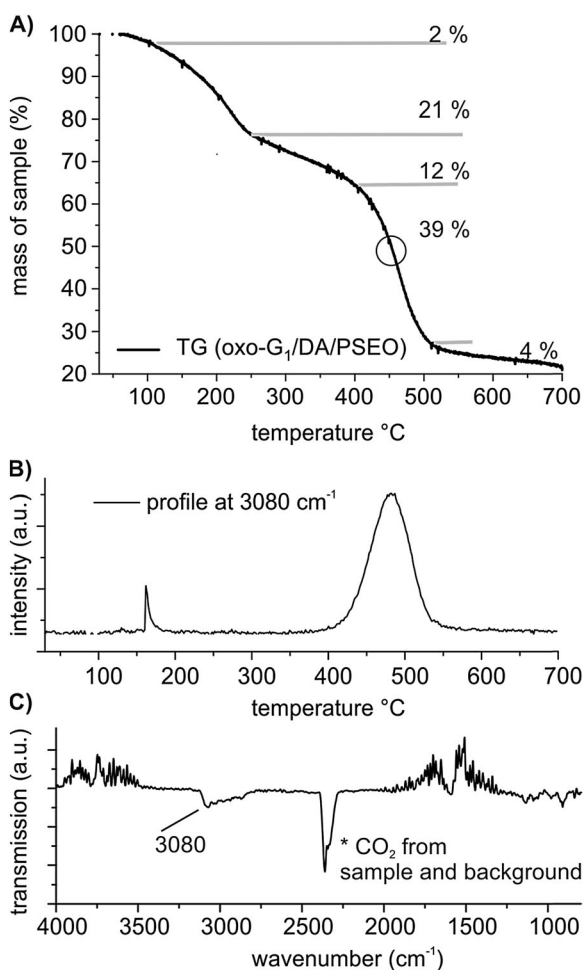 A)
mass of sample (%)
100
90
80
70
60
50
40
30
20
2 %
21 %
12 %
39 %
4 %
TG (oxo-G₁/DA/PSEO)
100 200 300 400 500 600 700
temperature °C
B)
intensity (a.u.)
profile at 3080 cm⁻¹
100 200 300 400 500 600 700
temperature °C
C)
transmission (a.u.)
3080
* CO₂ from
sample and background
4000 3500 3000 2500 2000 1500 1000
wavenumber (cm⁻¹)